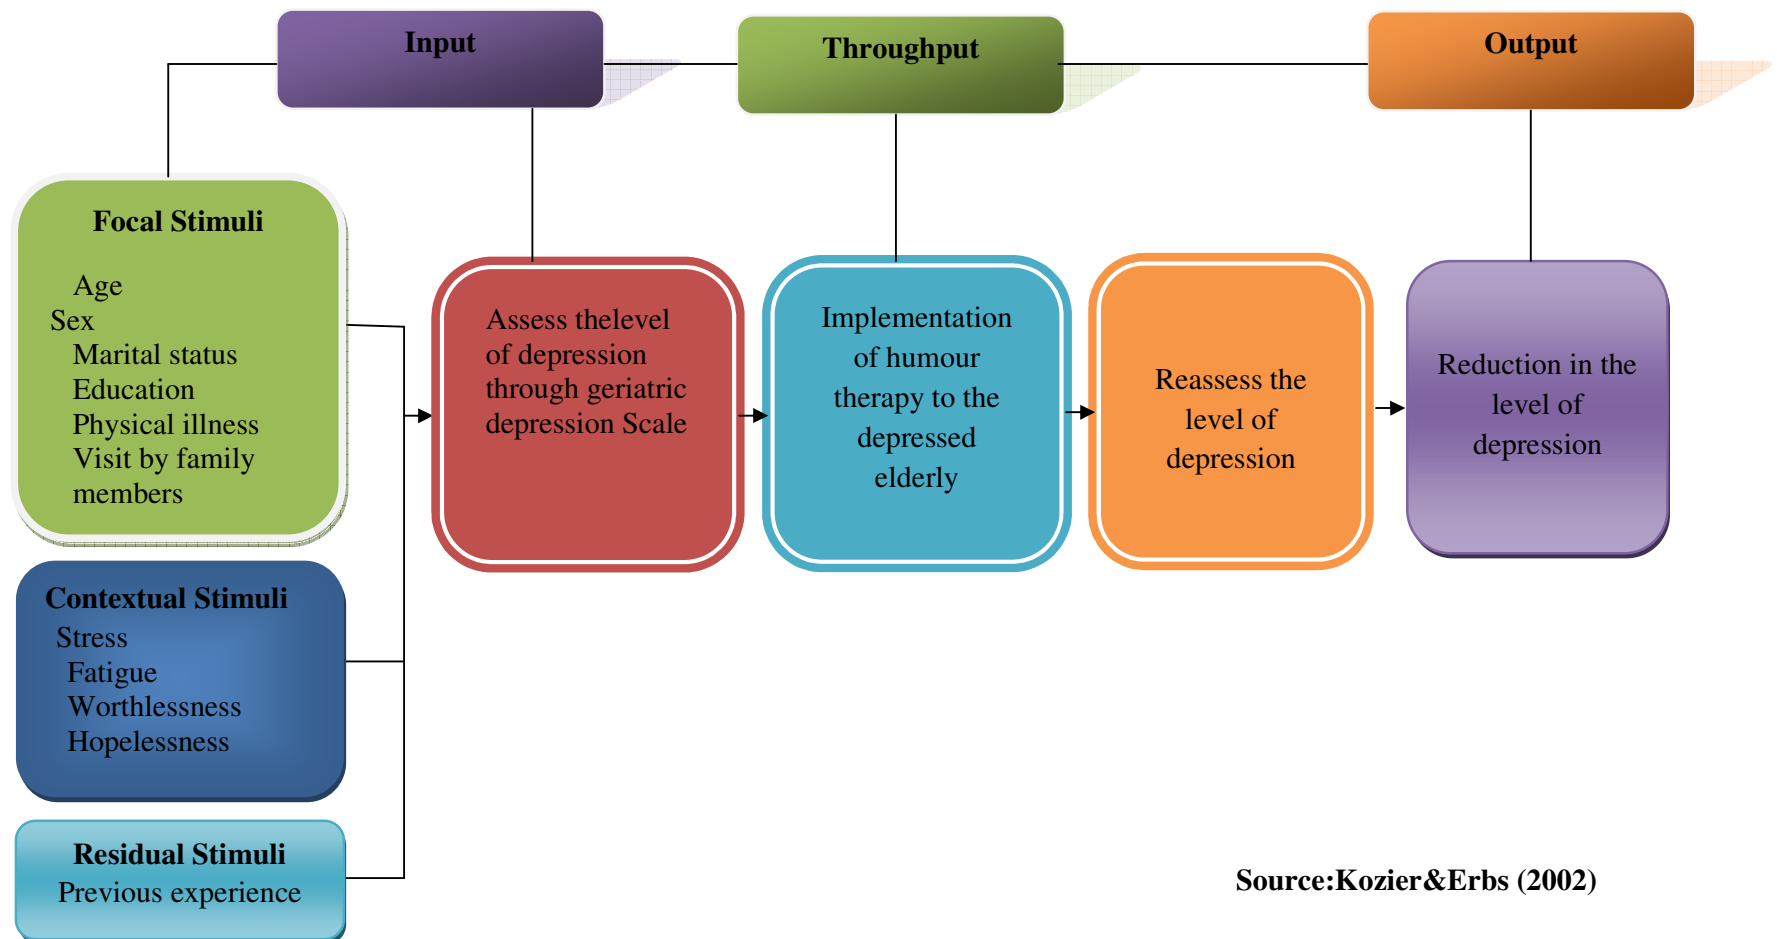 Input
Throughput
Output
Focal Stimuli
Age
Sex
Marital status
Education
Physical illness
Visit by family
members
Contextual Stimuli
Stress
Fatigue
Worthlessness
Hopelessness
Residual Stimuli
Previous experience
Assess thelevel
of depression
through geriatric
depression Scale
Implementation
of humour
therapy to the
depressed
elderly
Reassess the
level of
depression
Reduction in the
level of
depression
Source:Kozier&Erbs (2002)